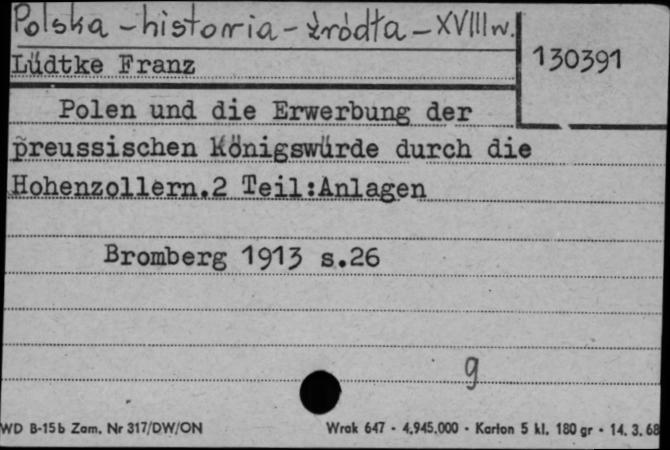 Polska - historia - źródła - XVIII w.
130391
Lüdtke Franz
Polen und die Erwerbung der
preussischen Königswürde durch die
Hohenzollern.2 Teil:Anlagen
Bromberg 1913 s.26
g
WD B-15b Zam. Nr 317/DW/ON Wrak 647 - 4.945.000 - Karton 5 kl. 180 gr - 14. 3. 68